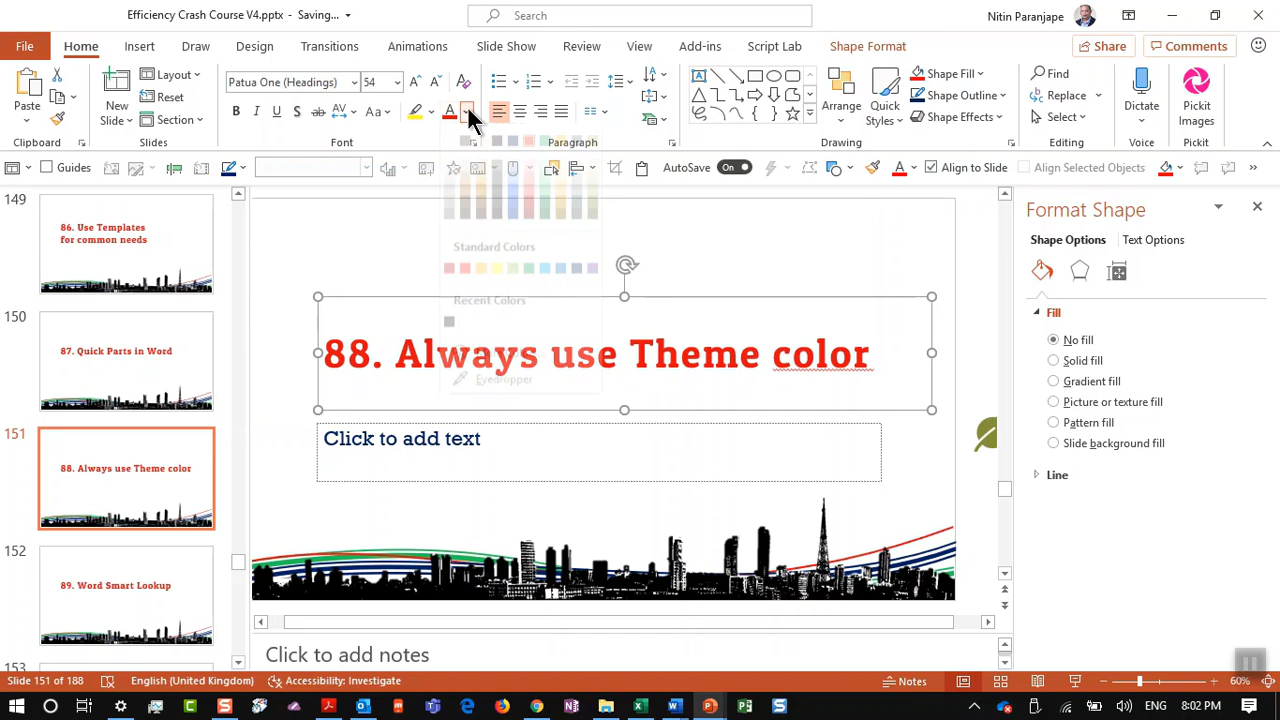 Efficiency Crash Course V4.pptx - Saving...
Search
Nitin Paranjape
File Home Insert Draw Design Transitions Animations Slide Show Review View Add-ins Script Lab Shape Format
Share Comments
Paste
Clipboard
New Slide
Layout
Reset
Section
Slides
Patua One (Headings) 54
B I U S ab AV Aa A
Font
Paragraph
Arrange
Quick Styles
Shape Fill
Shape Outline
Shape Effects
Drawing
Find
Replace
Select
Editing
Dictate
Voice
Pickit
Pickit
Guides
AutoSave On
Align Selected Objects
149
86. Use Templates
for common needs
150
87. Quick Parts in Word
151
88. Always use Theme color
152
89. Word Smart Lookup
153
Standard Colors
Recent Colors
Eyedropper
88. Always use Theme color
Click to add text
Format Shape
Shape Options Text Options
Fill
No fill
Solid fill
Gradient fill
Picture or texture fill
Pattern fill
Slide background fill
Line
Click to add notes
Slide 151 of 188 English (United Kingdom) Accessibility: Investigate Notes 60%
ENG 8:02 PM